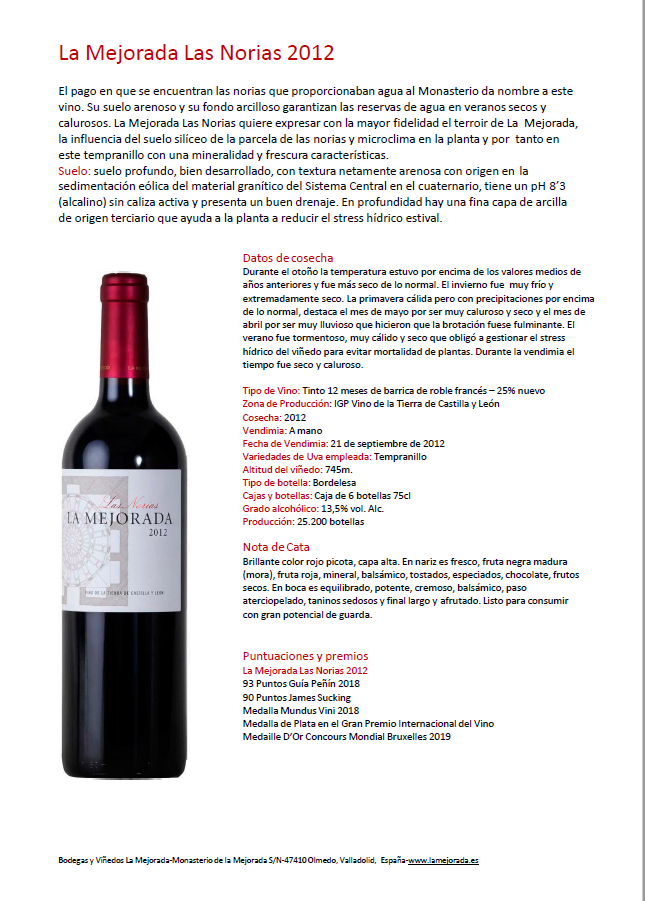 La Mejorada Las Norias 2012
El pago en que se encuentran las norias que proporcionaban agua al Monasterio da nombre a este
vino. Su suelo arenoso y su fondo arcilloso garantizan las reservas de agua en veranos secos y
calurosos. La Mejorada Las Norias quiere expresar con la mayor fidelidad el terroir de La Mejorada,
la influencia del suelo silíceo de la parcela de las norias y microclima en la planta y por tanto en
este tempranillo con una mineralidad y frescura características.
Suelo: suelo profundo, bien desarrollado, con textura netamente arenosa con origen en la
sedimentación eólica del material granítico del Sistema Central en el cuaternario, tiene un pH 8'3
(alcalino) sin caliza activa y presenta un buen drenaje. En profundidad hay una fina capa de arcilla
de origen terciario que ayuda a la planta a reducir el stress hídrico estival.
Datos de cosecha
Durante el otoño la temperatura estuvo por encima de los valores medios de
años anteriores y fue más seco de lo normal. El invierno fue muy frío y
extremadamente seco. La primavera cálida pero con precipitaciones por encima
de lo normal, destaca el mes de mayo por ser muy caluroso y seco y el mes de
abril por ser muy lluvioso que hicieron que la brotación fuese fulminante. El
verano fue tormentoso, muy cálido y seco que obligó a gestionar el stress
hídrico del viñedo para evitar mortalidad de plantas. Durante la vendimia el
tiempo fue seco y caluroso.
Tipo de Vino: Tinto 12 meses de barrica de roble francés – 25% nuevo
Zona de Producción: IGP Vino de la Tierra de Castilla y León
Cosecha: 2012
Vendimia: A mano
Fecha de Vendimia: 21 de septiembre de 2012
Variedades de Uva empleada: Tempranillo
Altitud del viñedo: 745m.
Tipo de botella: Bordelesa
Cajas y botellas: Caja de 6 botellas 75cl
Grado alcohólico: 13,5% vol. Alc.
Producción: 25.200 botellas
Nota de Cata
Brillante color rojo picota, capa alta. En nariz es fresco, fruta negra madura
(mora), fruta roja, mineral, balsámico, tostados, especiados, chocolate, frutos
secos. En boca es equilibrado, potente, cremoso, balsámico, paso
aterciopelado, taninos sedosos y final largo y afrutado. Listo para consumir
con gran potencial de guarda.
Puntuaciones y premios
La Mejorada Las Norias 2012
93 Puntos Guía Peñín 2018
90 Puntos James Sucking
Medalla Mundus Vini 2018
Medalla de Plata en el Gran Premio Internacional del Vino
Medaille D'Or Concours Mondial Bruxelles 2019
Las Norias
LA MEJORADA
2012
VINO DE LA TIERRA DE CASTILLA Y LEÓN
Bodegas y Viñedos La Mejorada-Monasterio de la Mejorada S/N-47410 Olmedo, Valladolid, España-www.lamejorada.es